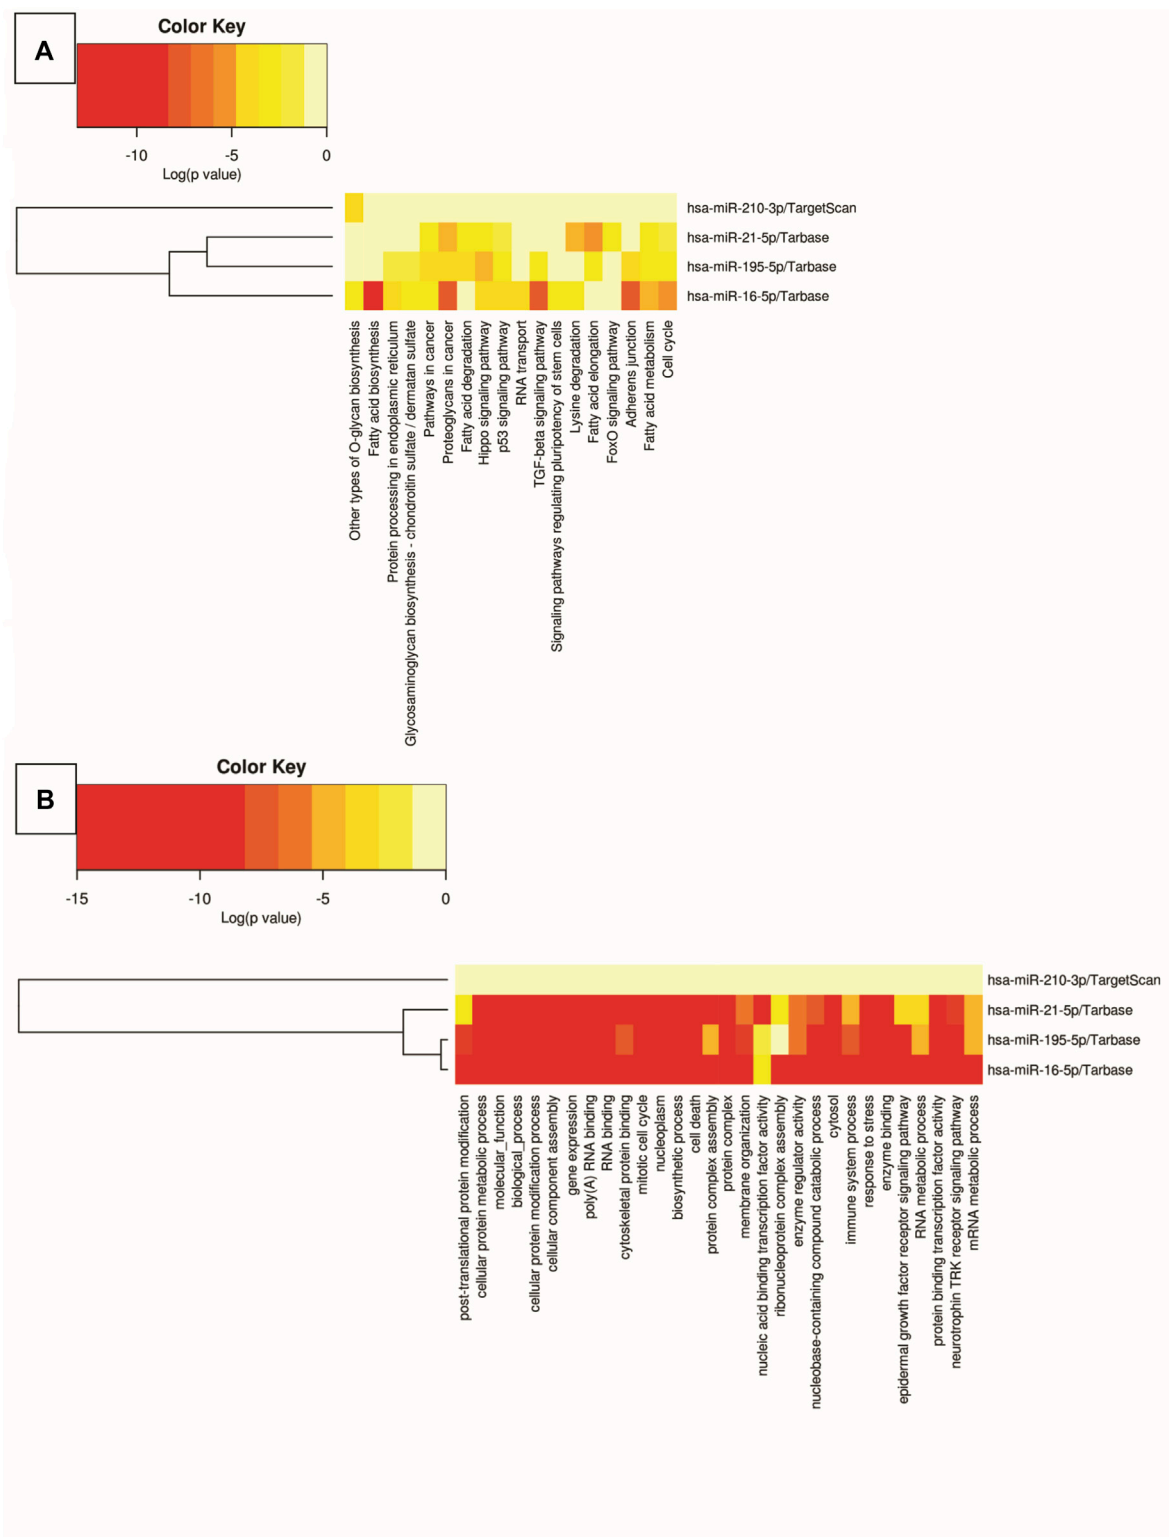 A
Color Key
-10
-5
0
Log(p value)
hsa-miR-210-3p/TargetScan
hsa-miR-21-5p/Tarbase
hsa-miR-195-5p/Tarbase
hsa-miR-16-5p/Tarbase
Other types of O-glycan biosynthesis
Fatty acid biosynthesis
Protein processing in endoplasmic reticulum
Glycosaminoglycan biosynthesis - chondroitin sulfate / dermatan sulfate
Pathways in cancer
Proteoglycans in cancer
Fatty acid degradation
Hippo signaling pathway
p53 signaling pathway
RNA transport
TGF-beta signaling pathway
Signaling pathways regulating pluripotency of stem cells
Lysine degradation
Fatty acid elongation
FoxO signaling pathway
Adherens junction
Fatty acid metabolism
Cell cycle
B
Color Key
-15
-10
-5
0
Log(p value)
hsa-miR-210-3p/TargetScan
hsa-miR-21-5p/Tarbase
hsa-miR-195-5p/Tarbase
hsa-miR-16-5p/Tarbase
post-translational protein modification
cellular protein metabolic process
molecular_function
biological_process
cellular protein modification process
cellular component assembly
gene expression
poly(A) RNA binding
RNA binding
cytoskeletal protein binding
mitotic cell cycle
nucleoplasm
biosynthetic process
cell death
protein complex assembly
protein complex
membrane organization
nucleic acid binding transcription factor activity
ribonucleoprotein complex assembly
enzyme regulator activity
nucleobase-containing compound catabolic process
cytosol
immune system process
response to stress
enzyme binding
epidermal growth factor receptor signaling pathway
RNA metabolic process
protein binding transcription factor activity
neurotrophin TRK receptor signaling pathway
mRNA metabolic process